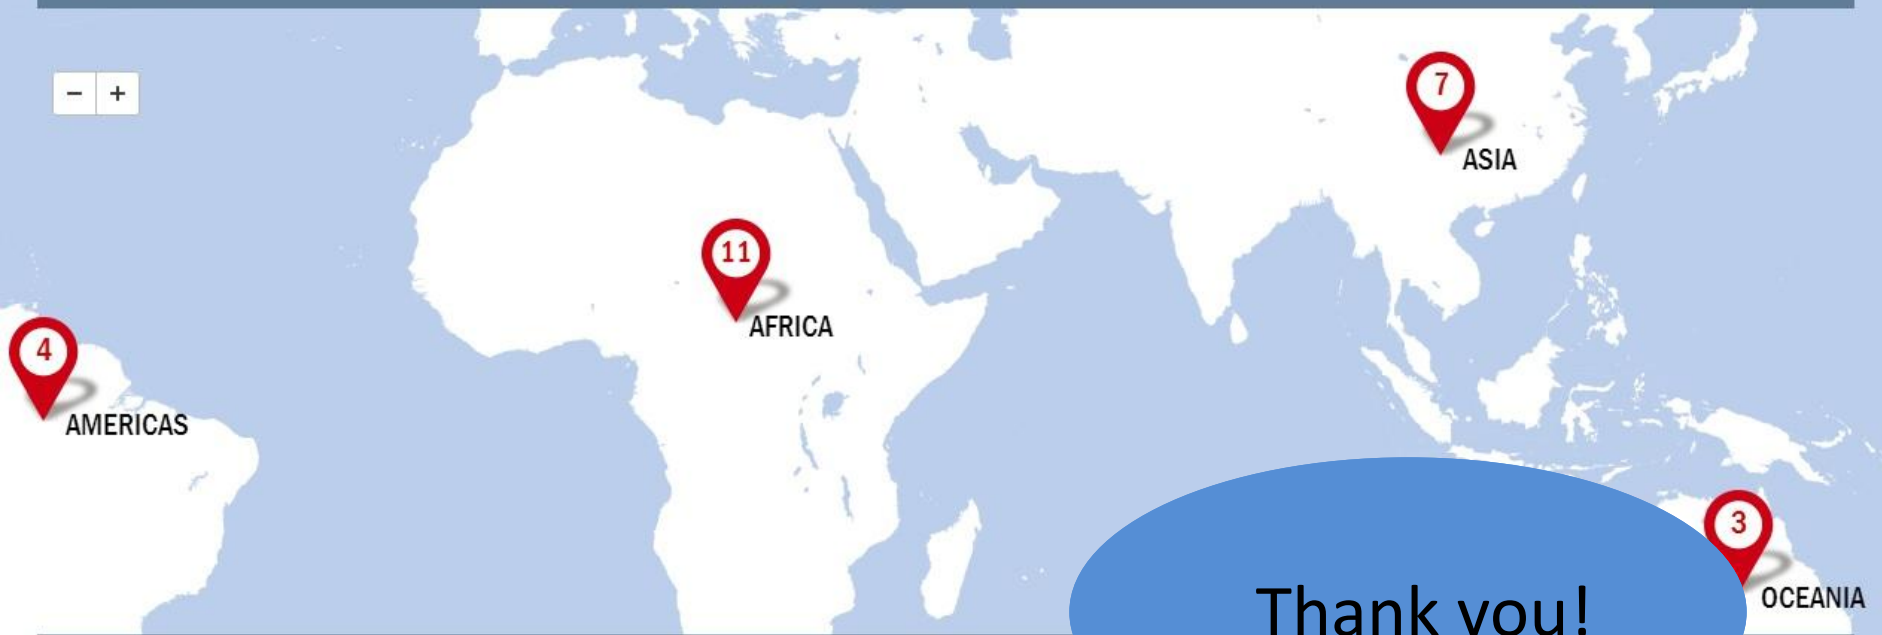 − +
7
ASIA
11
AFRICA
4
AMERICAS
3
OCEANIA
Thank you!